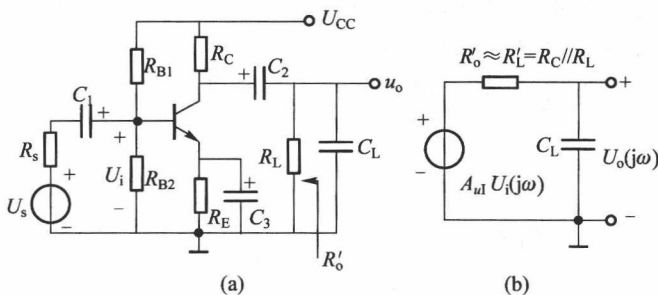 U_CC
R_C
R_B1
C_2
+
u_o
C_1
+
+
R_s
+
U_i
R_B2
R_L
C_L
U_s
−
−
R_E
+
C_3
R'_o
(a)
R'_o≈R'_L=R_C//R_L
+
+
−
C_L
U_o(jω)
A_uI U_i(jω)
−
(b)